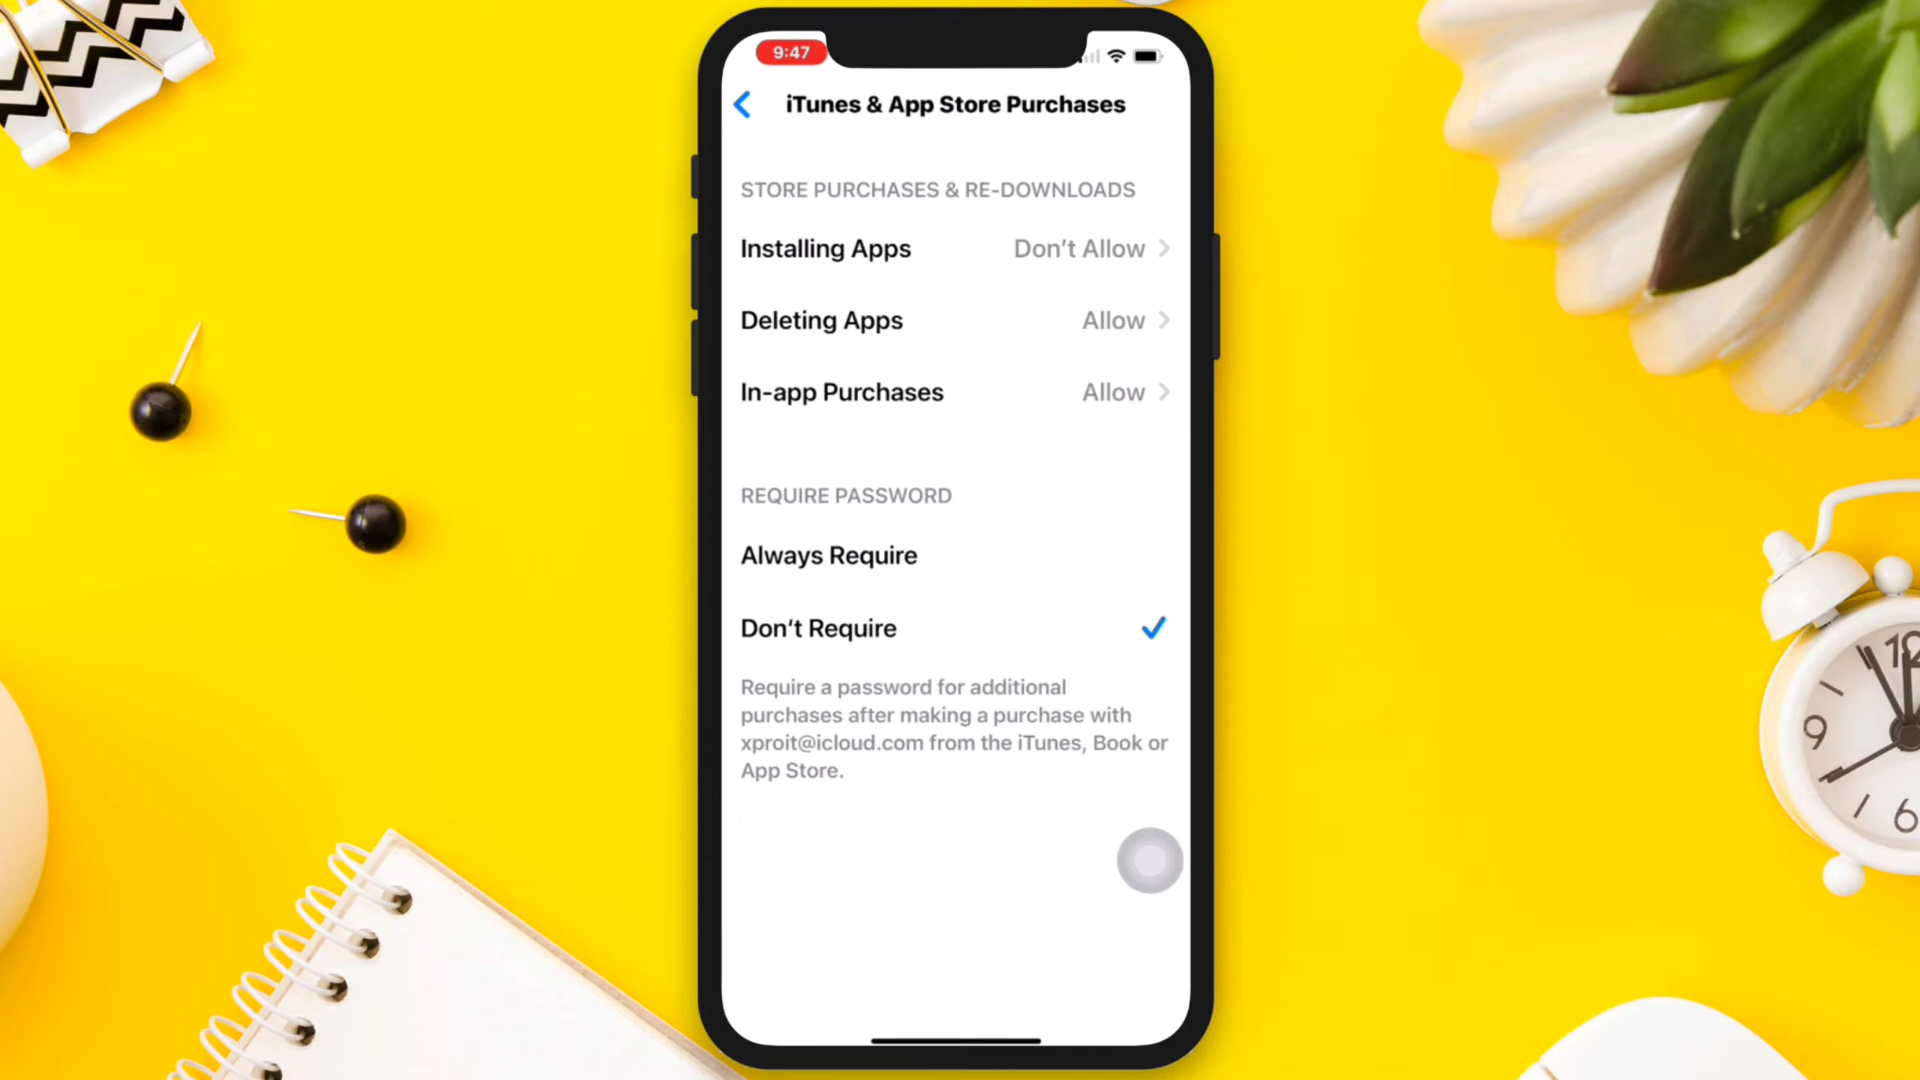 9:47
iTunes & App Store Purchases
STORE PURCHASES & RE-DOWNLOADS
Installing Apps Don't Allow
Deleting Apps Allow
In-app Purchases Allow
REQUIRE PASSWORD
Always Require
Don't Require
Require a password for additional
purchases after making a purchase with
xproit@icloud.com from the iTunes, Book or
App Store.
9
6